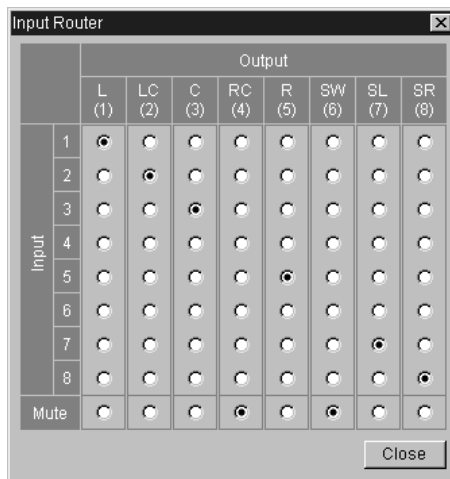 Input Router
Output
L LC C RC R SW SL SR
(1) (2) (3) (4) (5) (6) (7) (8)
Input
1
2
3
4
5
6
7
8
Mute
Close